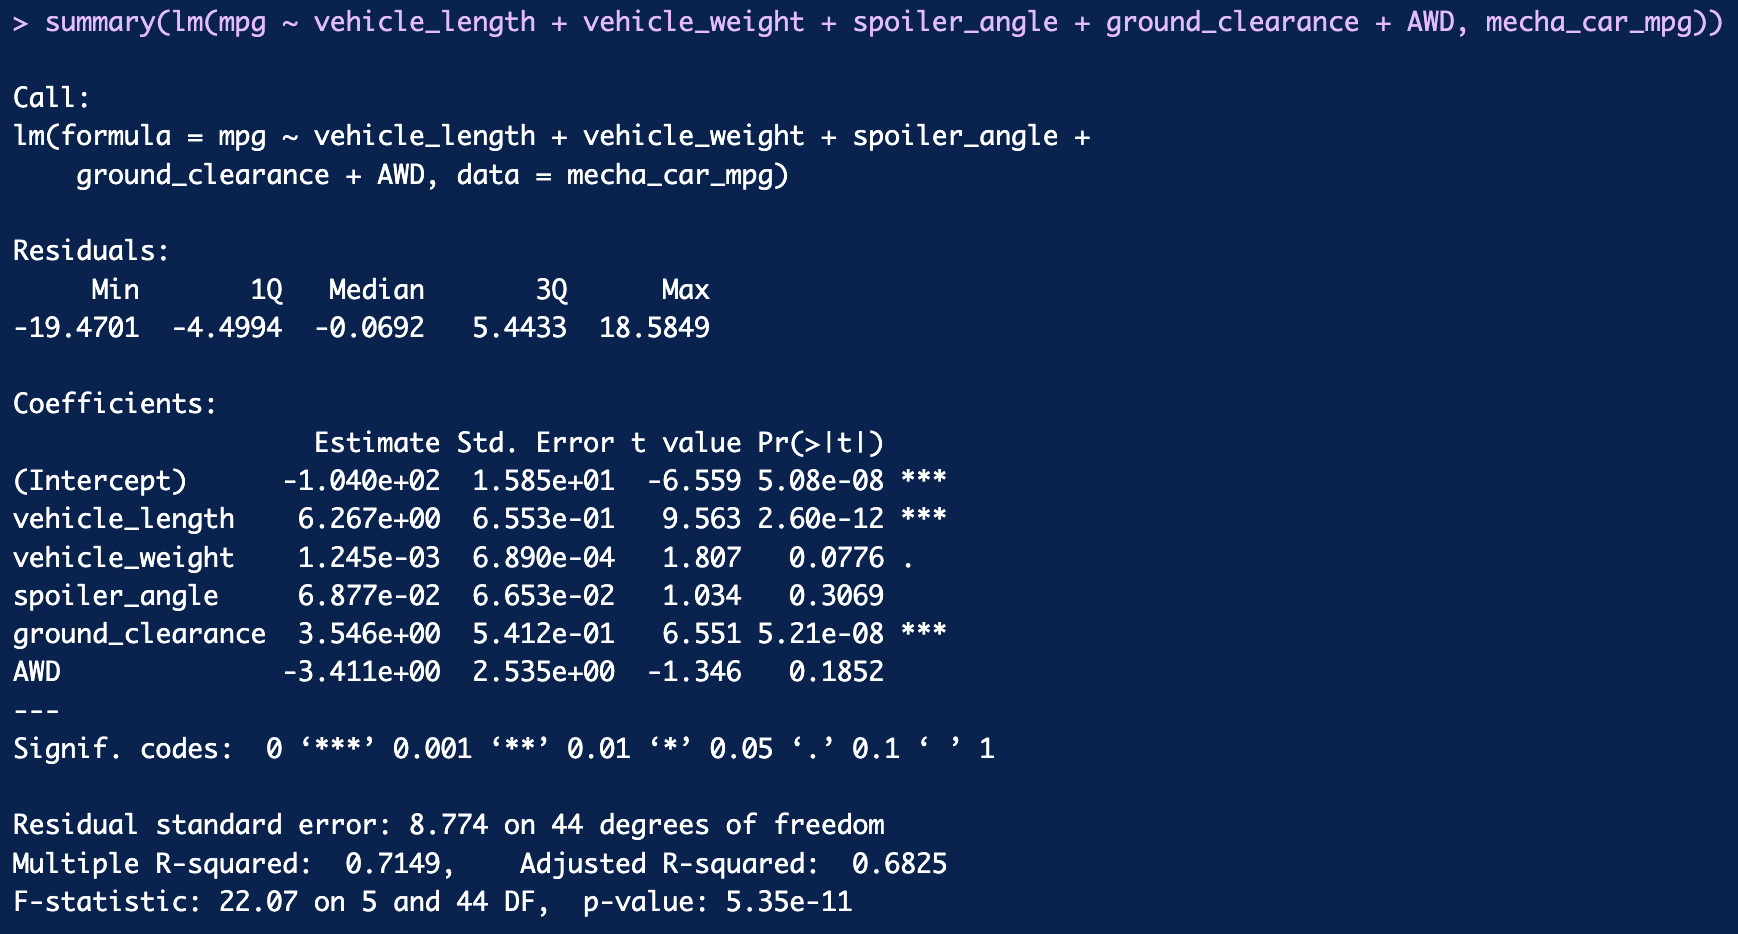 > summary(lm(mpg ~ vehicle_length + vehicle_weight + spoiler_angle + ground_clearance + AWD, mecha_car_mpg))
Call:
lm(formula = mpg ~ vehicle_length + vehicle_weight + spoiler_angle +
    ground_clearance + AWD, data = mecha_car_mpg)
Residuals:
     Min       1Q   Median       3Q      Max
-19.4701  -4.4994  -0.0692   5.4433  18.5849
Coefficients:
                   Estimate Std. Error t value Pr(>|t|)
(Intercept)      -1.040e+02  1.585e+01  -6.559 5.08e-08 ***
vehicle_length    6.267e+00  6.553e-01   9.563 2.60e-12 ***
vehicle_weight    1.245e-03  6.890e-04   1.807   0.0776 .
spoiler_angle     6.877e-02  6.653e-02   1.034   0.3069
ground_clearance  3.546e+00  5.412e-01   6.551 5.21e-08 ***
AWD              -3.411e+00  2.535e+00  -1.346   0.1852
---
Signif. codes:  0 ‘***’ 0.001 ‘**’ 0.01 ‘*’ 0.05 ‘.’ 0.1 ‘ ’ 1
Residual standard error: 8.774 on 44 degrees of freedom
Multiple R-squared:  0.7149,    Adjusted R-squared:  0.6825
F-statistic: 22.07 on 5 and 44 DF,  p-value: 5.35e-11